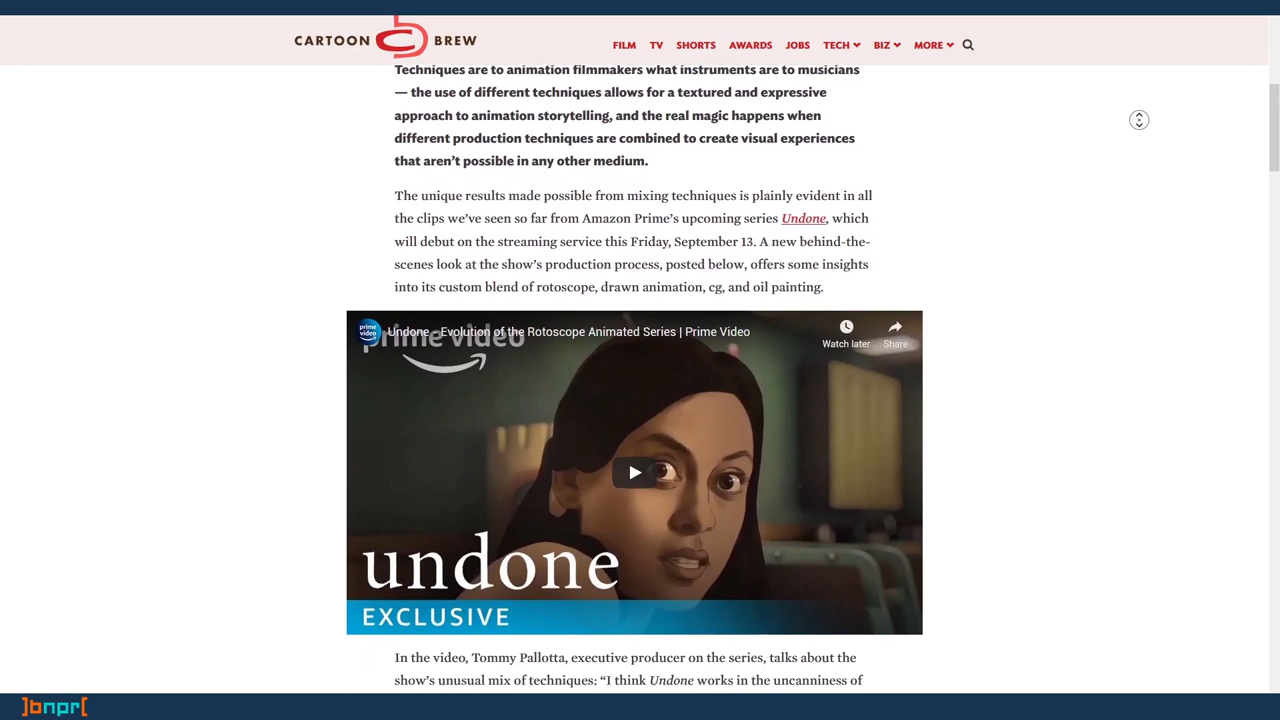 CARTOON BREW
FILM TV SHORTS AWARDS JOBS TECH BIZ MORE
Techniques are to animation filmmakers what instruments are to musicians
— the use of different techniques allows for a textured and expressive
approach to animation storytelling, and the real magic happens when
different production techniques are combined to create visual experiences
that aren’t possible in any other medium.
The unique results made possible from mixing techniques is plainly evident in all
the clips we’ve seen so far from Amazon Prime’s upcoming series Undone, which
will debut on the streaming service this Friday, September 13. A new behind-the-
scenes look at the show’s production process, posted below, offers some insights
into its custom blend of rotoscope, drawn animation, cg, and oil painting.
prime video
Undone - Evolution of the Rotoscope Animated Series | Prime Video
prime video
Watch later Share
undone
EXCLUSIVE
In the video, Tommy Pallotta, executive producer on the series, talks about the
show’s unusual mix of techniques: “I think Undone works in the uncanniness of
]bnpr[